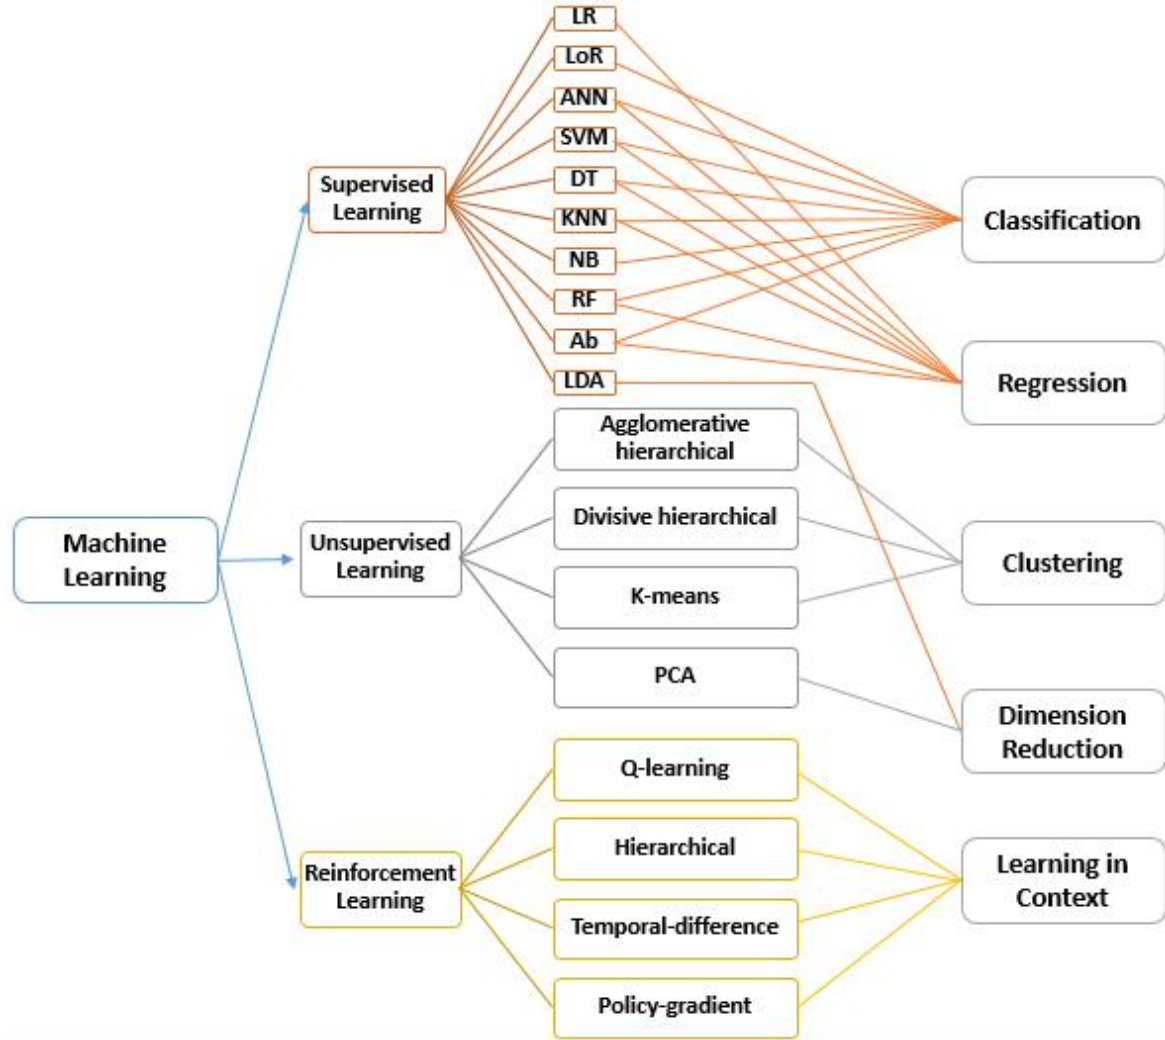 LR
LoR
ANN
SVM
DT
KNN
NB
RF
Ab
LDA
Supervised
Learning
Classification
Regression
Agglomerative
hierarchical
Divisive hierarchical
K-means
PCA
Machine
Learning
Unsupervised
Learning
Clustering
Dimension
Reduction
Q-learning
Hierarchical
Temporal-difference
Policy-gradient
Reinforcement
Learning
Learning in
Context